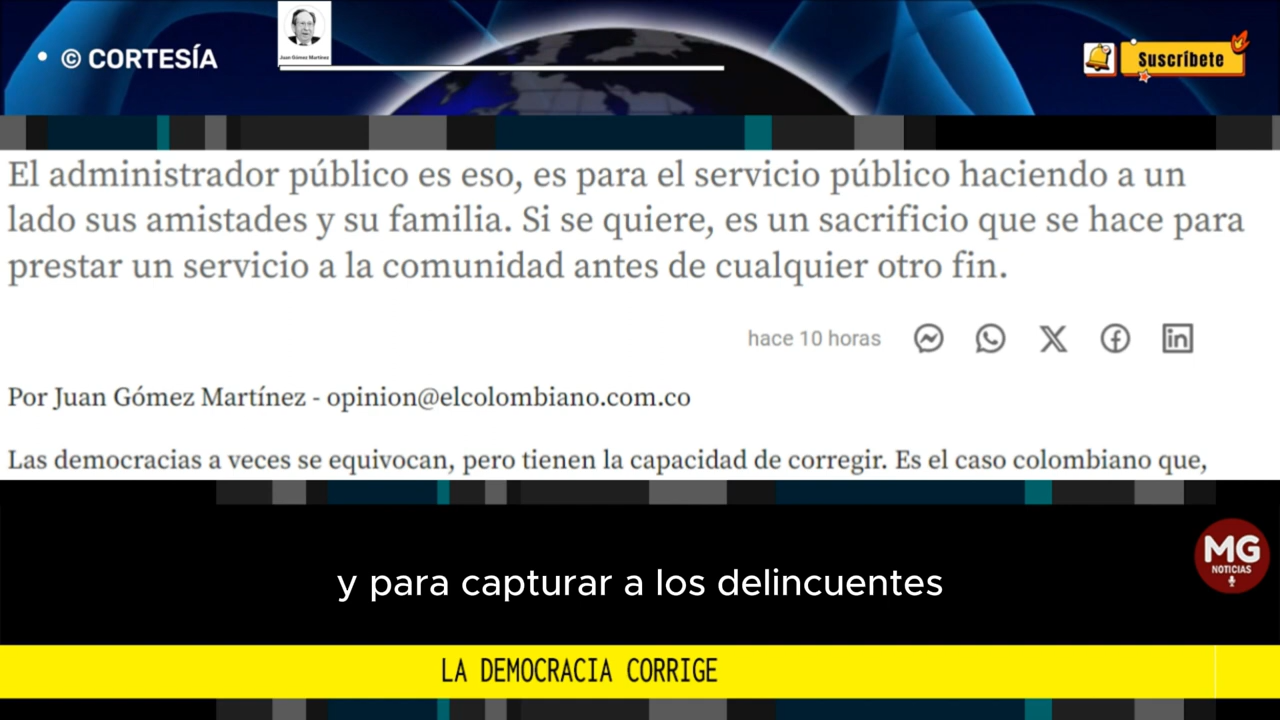 © CORTESÍA
Juan Gómez Martínez
Suscríbete
El administrador público es eso, es para el servicio público haciendo a un
lado sus amistades y su familia. Si se quiere, es un sacrificio que se hace para
prestar un servicio a la comunidad antes de cualquier otro fin.
hace 10 horas
Por Juan Gómez Martínez - opinion@elcolombiano.com.co
Las democracias a veces se equivocan, pero tienen la capacidad de corregir. Es el caso colombiano que,
MG
NOTICIAS
y para capturar a los delincuentes
LA DEMOCRACIA CORRIGE